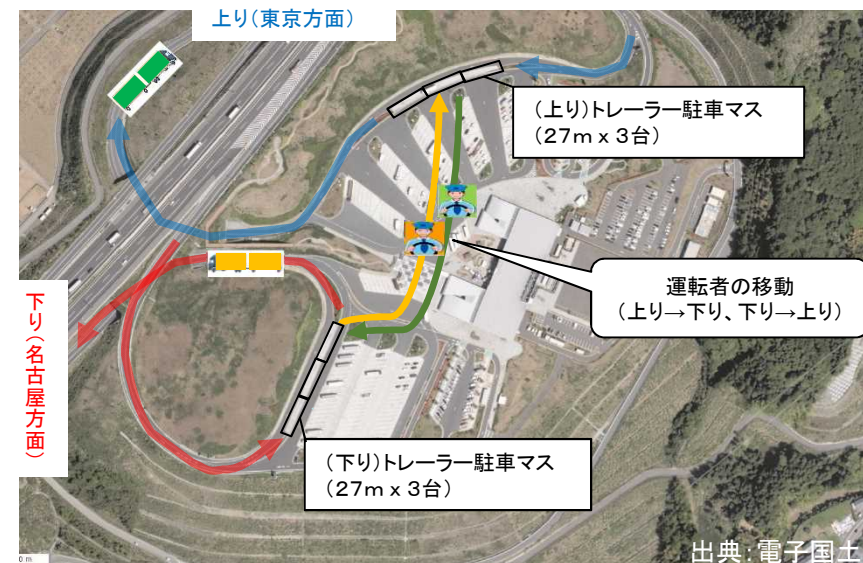 上り(東京方面)
(上り)トレーラー駐車マス
(27m x 3台)
運転者の移動
(上り→下り、下り→上り)
下り(名古屋方面)
(下り)トレーラー駐車マス
(27m x 3台)
出典:電子国土
0 m